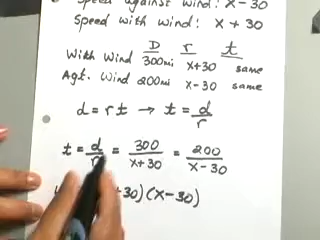 Speed against wind: x-30
Speed with wind: x+30
D r t
With Wind 300mi x+30 same
Agt. Wind 200mi x-30 same
d = rt → t = d/r
t = d/r = 300/x+30 = 200/x-30
+30)(x-30)